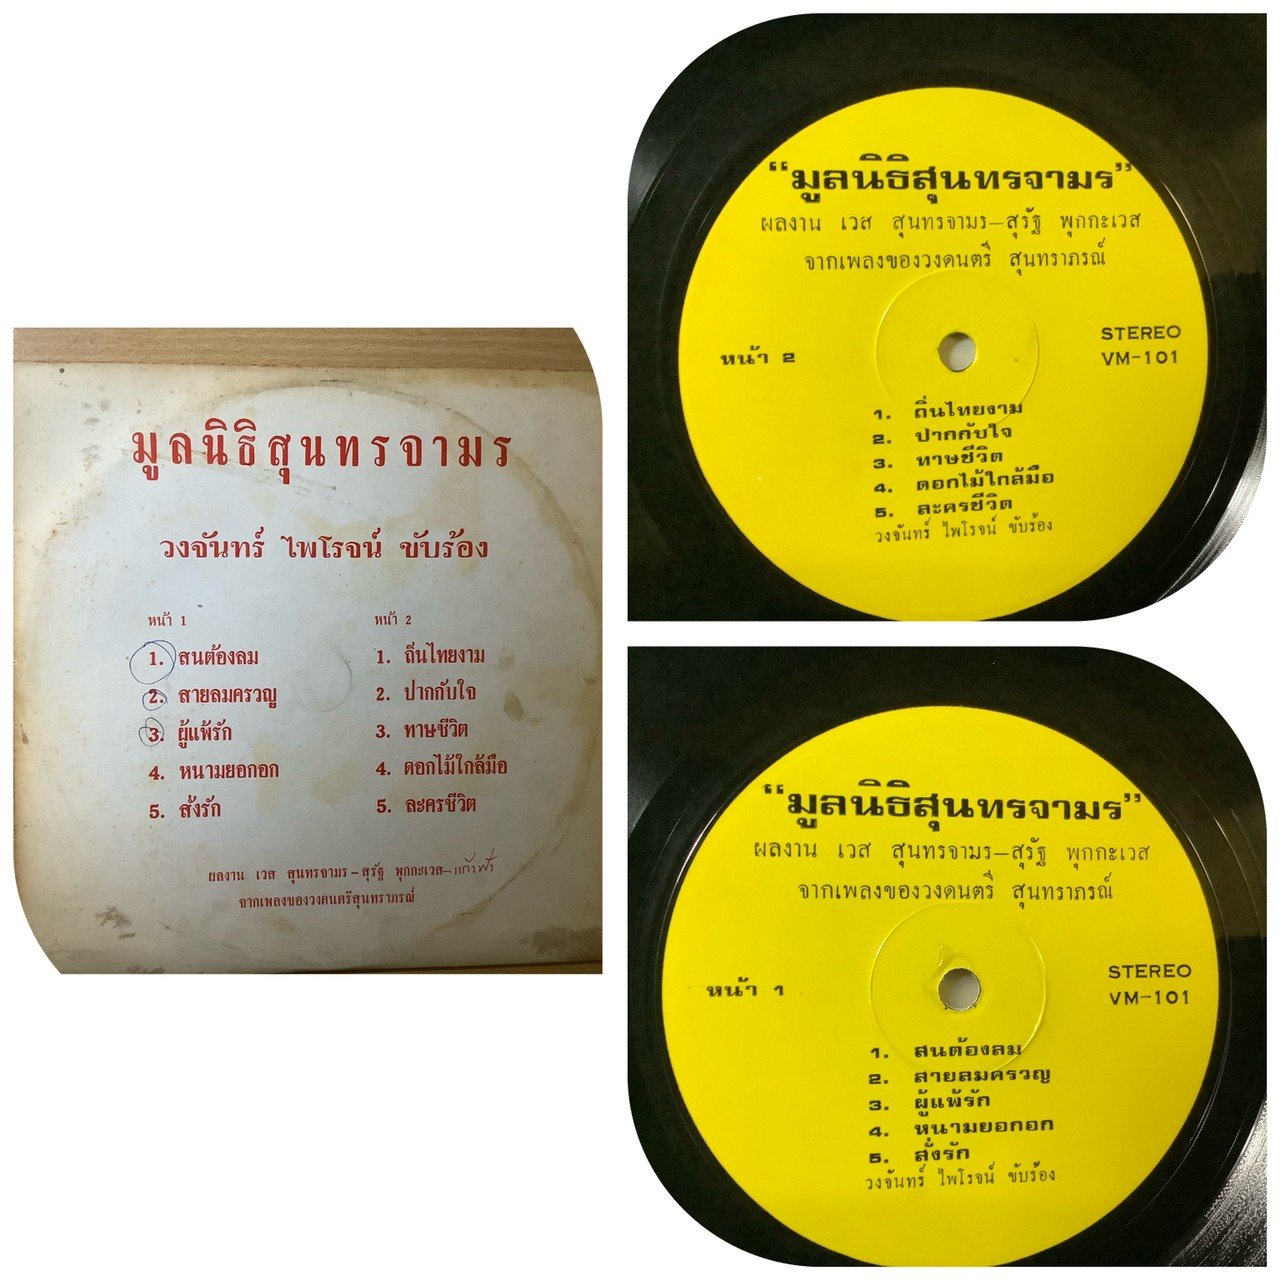 มูลนิธิสุนทรจามร
วงจันทร์ ไพโรจน์ ขับร้อง
หน้า 1
1. สนต้องลม
2. สายลมครวญ
3. ผู้แพ้รัก
4. หนามยอกอก
5. สั่งรัก
หน้า 2
1. ถิ่นไทยงาม
2. ปากกับใจ
3. ทาษชีวิต
4. ดอกไม้ใกล้มือ
5. ละครชีวิต
ผลงาน เวส สุนทรจามร – สุรัฐ พุกกะเวส – แก้วฟ้า
จากเพลงของวงดนตรีสุนทราภรณ์
“มูลนิธิสุนทรจามร”
ผลงาน เวส สุนทรจามร–สุรัฐ พุกกะเวส
จากเพลงของวงดนตรี สุนทราภรณ์
หน้า 2
STEREO
VM-101
1. ถิ่นไทยงาม
2. ปากกับใจ
3. ทาษชีวิต
4. ดอกไม้ใกล้มือ
5. ละครชีวิต
วงจันทร์ ไพโรจน์ ขับร้อง
“มูลนิธิสุนทรจามร”
ผลงาน เวส สุนทรจามร–สุรัฐ พุกกะเวส
จากเพลงของวงดนตรี สุนทราภรณ์
หน้า 1
STEREO
VM-101
1. สนต้องลม
2. สายลมครวญ
3. ผู้แพ้รัก
4. หนามยอกอก
5. สั่งรัก
วงจันทร์ ไพโรจน์ ขับร้อง